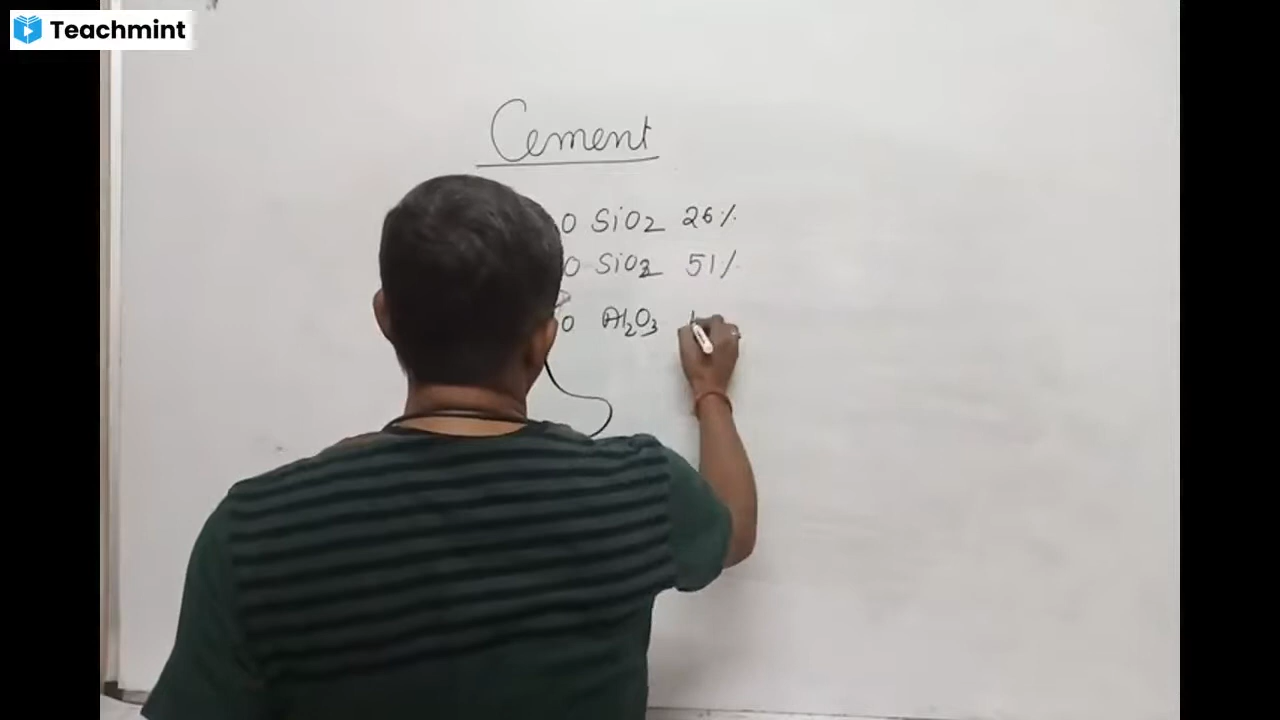 Teachmint
Cement
O SiO2 26%
O SiO2 51%
O Al2O3